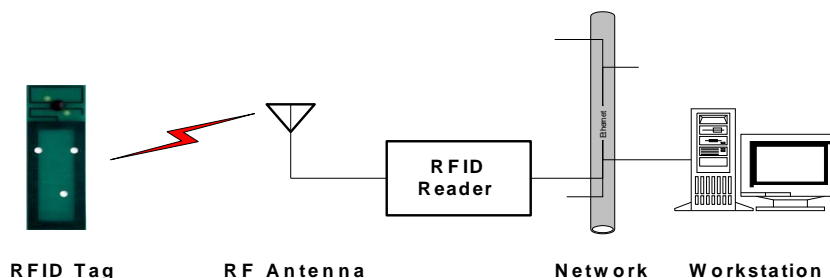 Ethernet
RFID
Reader
RFID Tag
RF Antenna
Network
Workstation